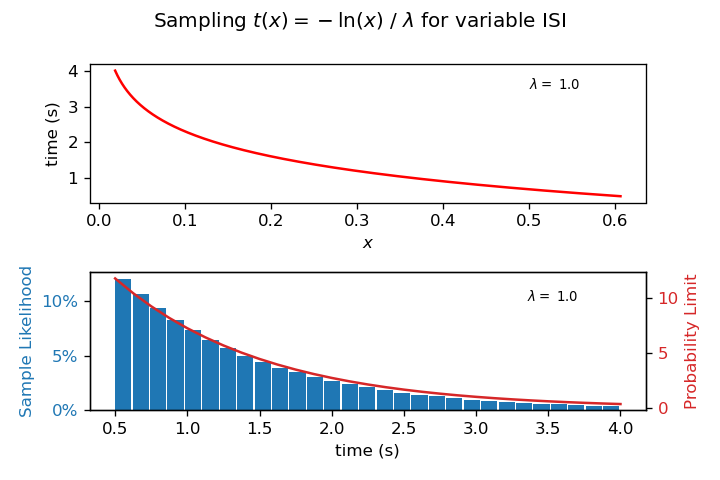 Sampling t(x) = − ln(x) / λ for variable ISI
4
3
2
1
time (s)
λ = 1.0
0.0 0.1 0.2 0.3 0.4 0.5 0.6
x
10%
5%
0%
Sample Likelihood
λ = 1.0
10
5
0
Probability Limit
0.5 1.0 1.5 2.0 2.5 3.0 3.5 4.0
time (s)